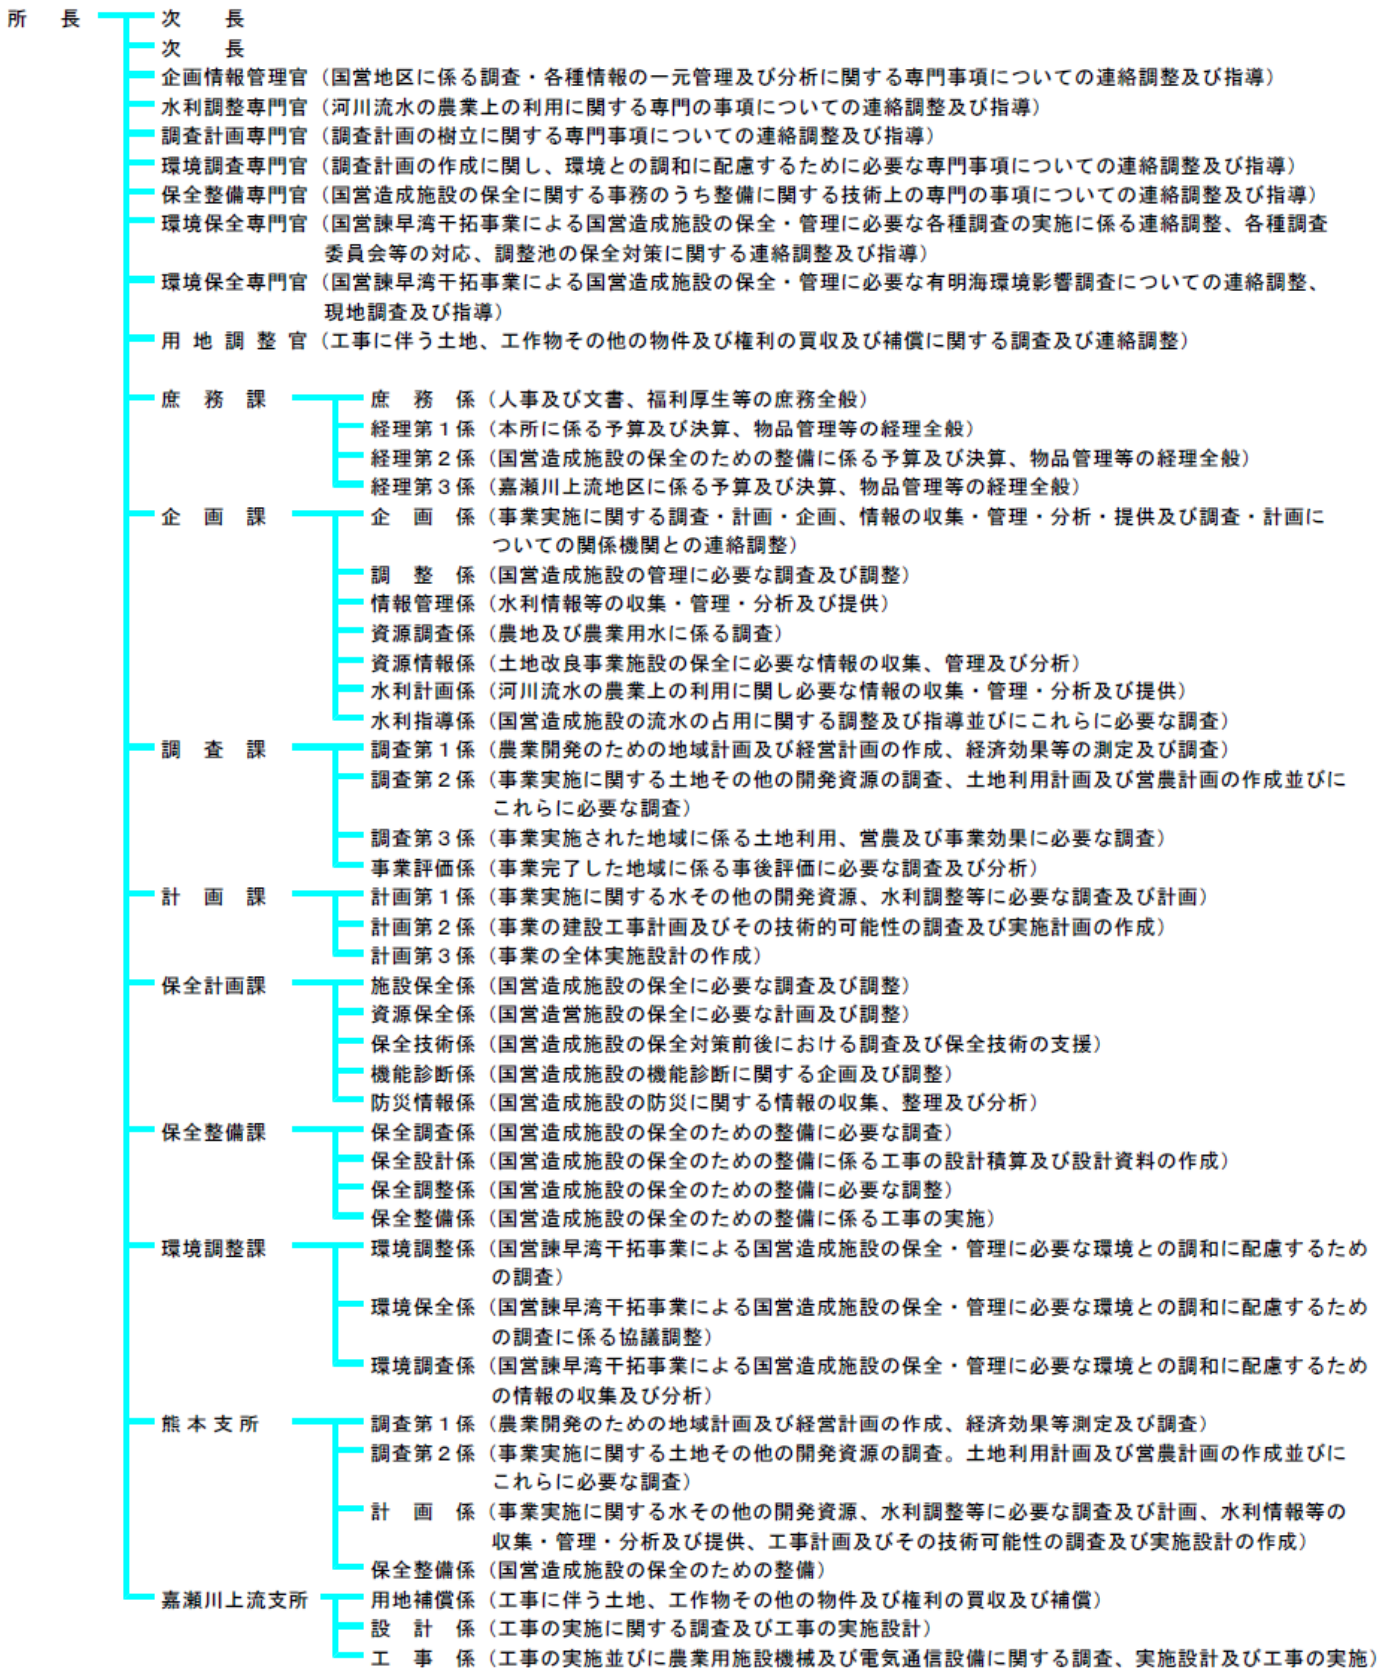 所　長　次　長
次　長
企画情報管理官（国営地区に係る調査・各種情報の一元管理及び分析に関する専門事項についての連絡調整及び指導）
水利調整専門官（河川流水の農業上の利用に関する専門の事項についての連絡調整及び指導）
調査計画専門官（調査計画の樹立に関する専門事項についての連絡調整及び指導）
環境調査専門官（調査計画の作成に関し、環境との調和に配慮するために必要な専門事項についての連絡調整及び指導）
保全整備専門官（国営造成施設の保全に関する事務のうち整備に関する技術上の専門の事項についての連絡調整及び指導）
環境保全専門官（国営諫早湾干拓事業による国営造成施設の保全・管理に必要な各種調査の実施に係る連絡調整、各種調査
委員会等の対応、調整池の保全対策に関する連絡調整及び指導）
環境保全専門官（国営諫早湾干拓事業による国営造成施設の保全・管理に必要な有明海環境影響調査についての連絡調整、
現地調査及び指導）
用地調整官（工事に伴う土地、工作物その他の物件及び権利の買収及び補償に関する調査及び連絡調整）
庶　務　課　庶　務　係（人事及び文書、福利厚生等の庶務全般）
経理第１係（本所に係る予算及び決算、物品管理等の経理全般）
経理第２係（国営造成施設の保全のための整備に係る予算及び決算、物品管理等の経理全般）
経理第３係（嘉瀬川上流地区に係る予算及び決算、物品管理等の経理全般）
企　画　課　企　画　係（事業実施に関する調査・計画・企画、情報の収集・管理・分析・提供及び調査・計画に
ついての関係機関との連絡調整）
調　整　係（国営造成施設の管理に必要な調査及び調整）
情報管理係（水利情報等の収集・管理・分析及び提供）
資源調査係（農地及び農業用水に係る調査）
資源情報係（土地改良事業施設の保全に必要な情報の収集、管理及び分析）
水利計画係（河川流水の農業上の利用に関し必要な情報の収集・管理・分析及び提供）
水利指導係（国営造成施設の流水の占用に関する調整及び指導並びにこれらに必要な調査）
調　査　課　調査第１係（農業開発のための地域計画及び経営計画の作成、経済効果等の測定及び調査）
調査第２係（事業実施に関する土地その他の開発資源の調査、土地利用計画及び営農計画の作成並びに
これらに必要な調査）
調査第３係（事業実施された地域に係る土地利用、営農及び事業効果に必要な調査）
事業評価係（事業完了した地域に係る事後評価に必要な調査及び分析）
計　画　課　計画第１係（事業実施に関する水その他の開発資源、水利調整等に必要な調査及び計画）
計画第２係（事業の建設工事計画及びその技術的可能性の調査及び実施計画の作成）
計画第３係（事業の全体実施設計の作成）
保全計画課　施設保全係（国営造成施設の保全に必要な調査及び調整）
資源保全係（国営造営施設の保全に必要な計画及び調整）
保全技術係（国営造成施設の保全対策前後における調査及び保全技術の支援）
機能診断係（国営造成施設の機能診断に関する企画及び調整）
防災情報係（国営造成施設の防災に関する情報の収集、整理及び分析）
保全整備課　保全調査係（国営造成施設の保全のための整備に必要な調査）
保全設計係（国営造成施設の保全のための整備に係る工事の設計積算及び設計資料の作成）
保全調整係（国営造成施設の保全のための整備に必要な調整）
保全整備係（国営造成施設の保全のための整備に係る工事の実施）
環境調整課　環境調整係（国営諫早湾干拓事業による国営造成施設の保全・管理に必要な環境との調和に配慮するため
の調査）
環境保全係（国営諫早湾干拓事業による国営造成施設の保全・管理に必要な環境との調和に配慮するため
の調査に係る協議調整）
環境調査係（国営諫早湾干拓事業による国営造成施設の保全・管理に必要な環境との調和に配慮するため
の情報の収集及び分析）
熊本支所　調査第１係（農業開発のための地域計画及び経営計画の作成、経済効果等測定及び調査）
調査第２係（事業実施に関する土地その他の開発資源の調査。土地利用計画及び営農計画の作成並びに
これらに必要な調査）
計　画　係（事業実施に関する水その他の開発資源、水利調整等に必要な調査及び計画、水利情報等の
収集・管理・分析及び提供、工事計画及びその技術可能性の調査及び実施設計の作成）
保全整備係（国営造成施設の保全のための整備）
嘉瀬川上流支所　用地補償係（工事に伴う土地、工作物その他の物件及び権利の買収及び補償）
設　計　係（工事の実施に関する調査及び工事の実施設計）
工　事　係（工事の実施並びに農業用施設機械及び電気通信設備に関する調査、実施設計及び工事の実施）